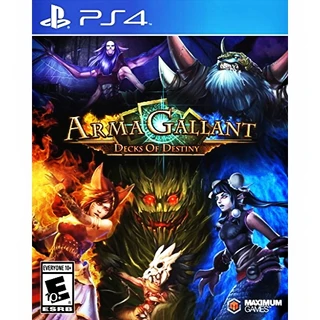 PS4
ARMAGALLANT
DECKS OF DESTINY
EVERYONE 10+
E
ESRB
MAXIMUM
GAMES